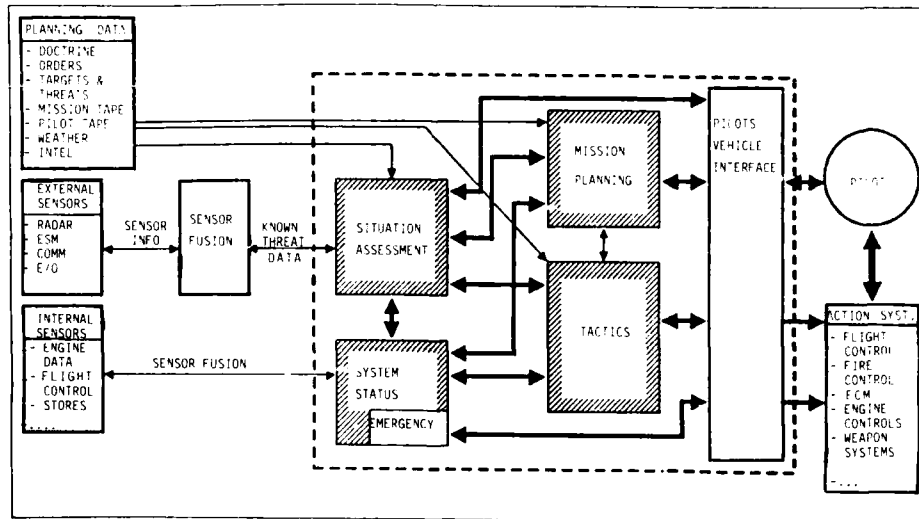 PLANNING DATA
- DOCTRINE
- ORDERS
- TARGETS &
THREATS
- MISSION TAPE
- PILOT TAPE
- WEATHER
- INTEL
EXTERNAL
SENSORS
- RADAR
- ESM
- COMM
- E/O
SENSOR
INFO
SENSOR
FUSION
KNOWN
THREAT
DATA
INTERNAL
SENSORS
- ENGINE
DATA
- FLIGHT
CONTROL
- STORES
....
SENSOR FUSION
SITUATION
ASSESSMENT
SYSTEM
STATUS
EMERGENCY
MISSION
PLANNING
TACTICS
PILOTS
VEHICLE
INTERFACE
PILOT
ACTION SYST.
- FLIGHT
CONTROL
- FIRE
CONTROL
- ECM
- ENGINE
CONTROLS
- WEAPON
SYSTEMS
-...